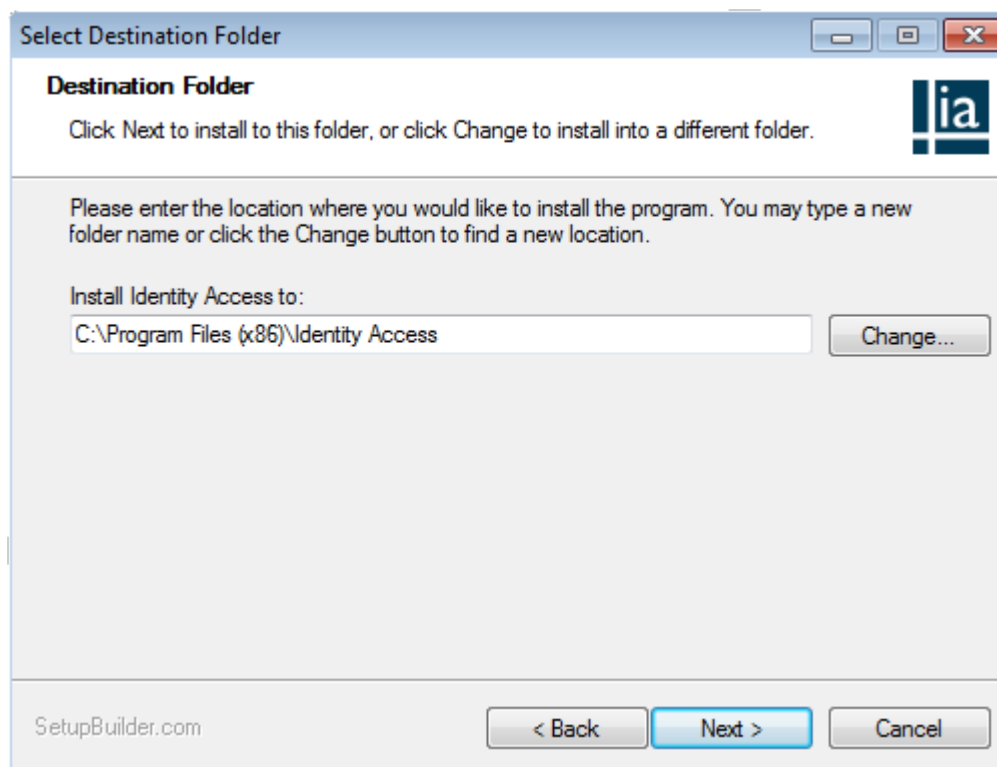 Select Destination Folder
Destination Folder
Click Next to install to this folder, or click Change to install into a different folder.
ia
Please enter the location where you would like to install the program. You may type a new
folder name or click the Change button to find a new location.
Install Identity Access to:
C:\Program Files (x86)\Identity Access
Change...
SetupBuilder.com
< Back
Next >
Cancel